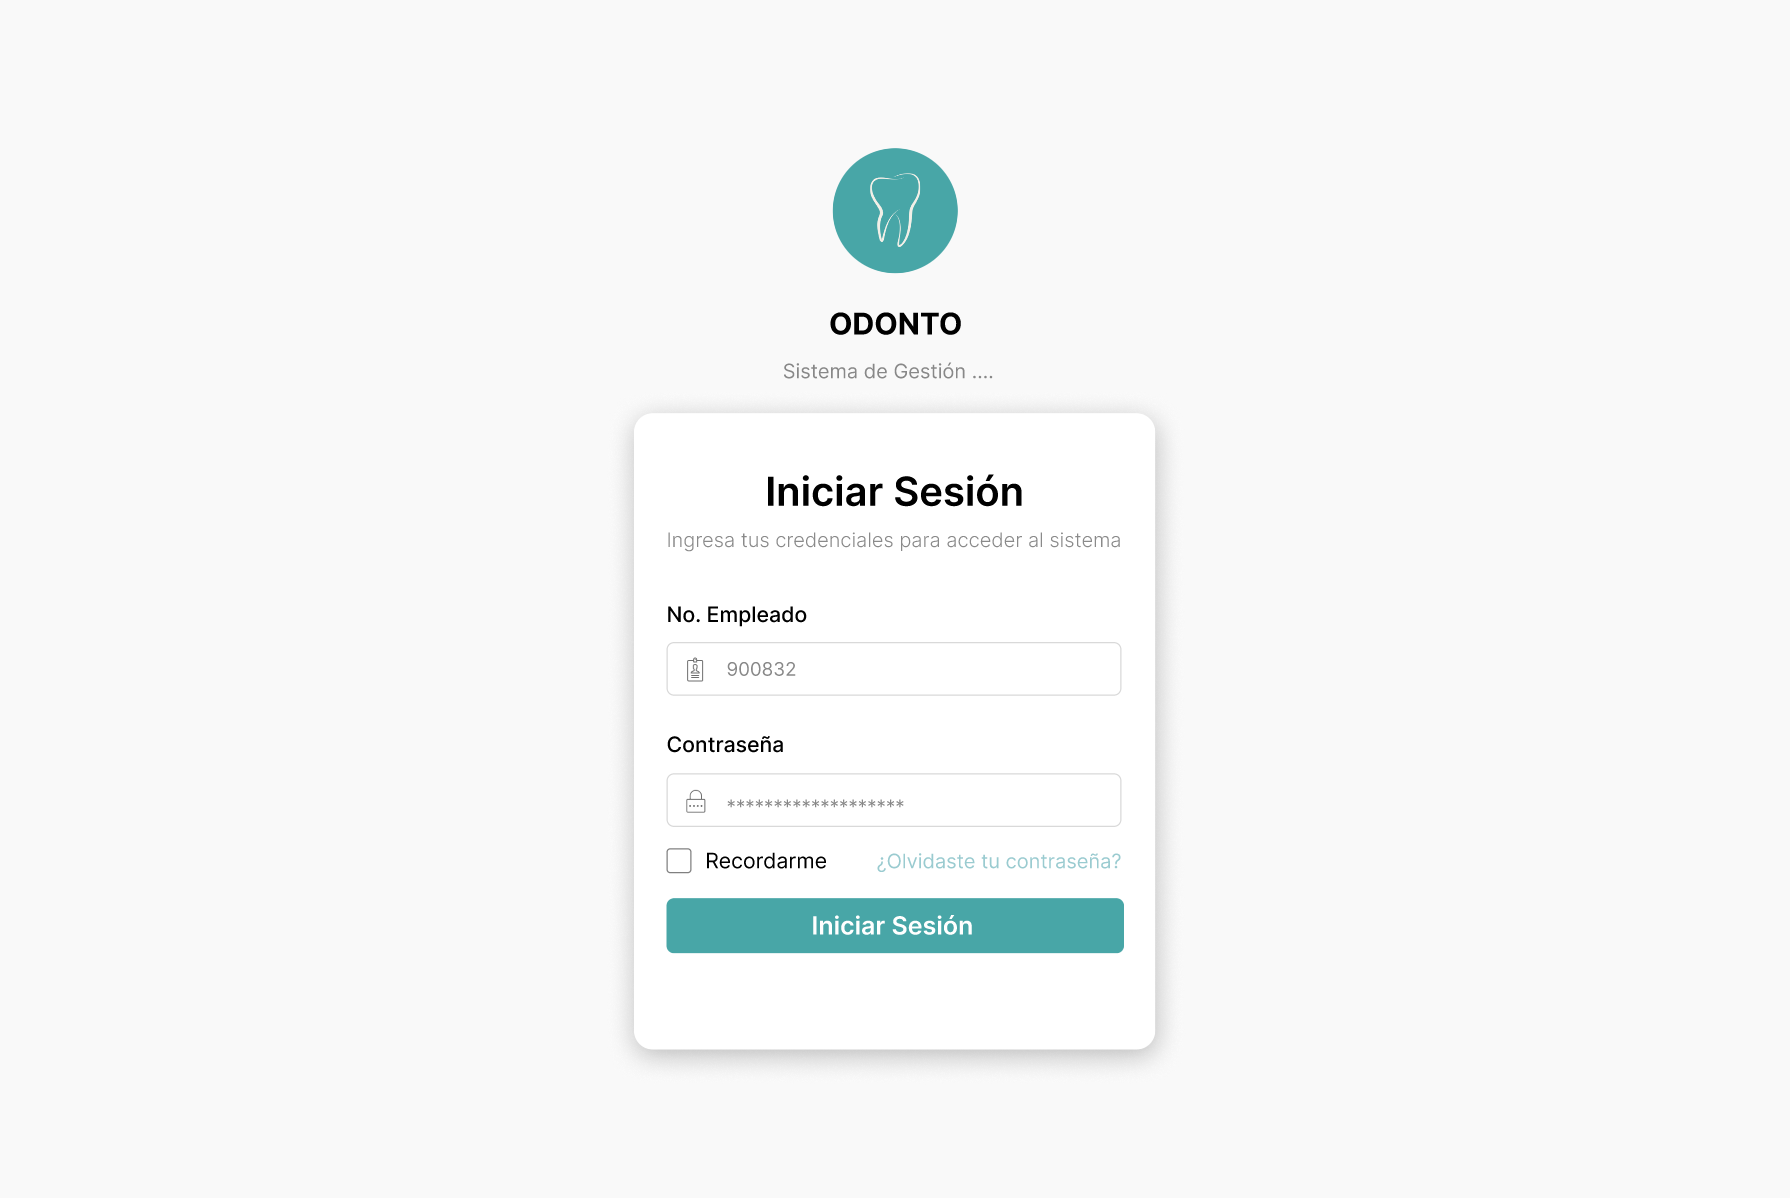 ODONTO
Sistema de Gestión ....
Iniciar Sesión
Ingresa tus credenciales para acceder al sistema
No. Empleado
900832
Contraseña
*******************
Recordarme
¿Olvidaste tu contraseña?
Iniciar Sesión